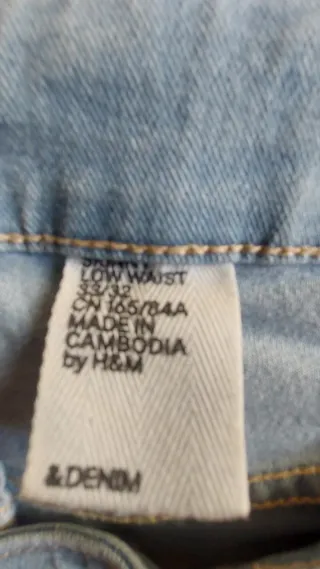 LOW WAIST
33/32
CN 165/84A
MADE IN
CAMBODIA
by H&M
&DENIM